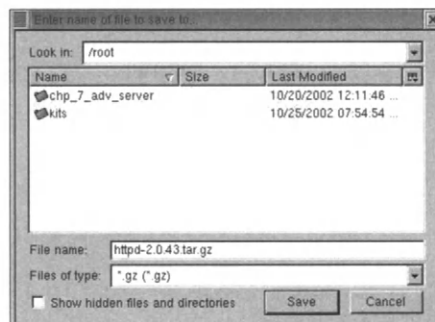 Enter name of file to save to...
Look in: /root
Name Size Last Modified
chp_7_adv_server 10/20/2002 12:11:46 ...
kits 10/25/2002 07:54:54 ...
File name: httpd-2.0.43.tar.gz
Files of type: *.gz (*.gz)
Show hidden files and directories Save Cancel